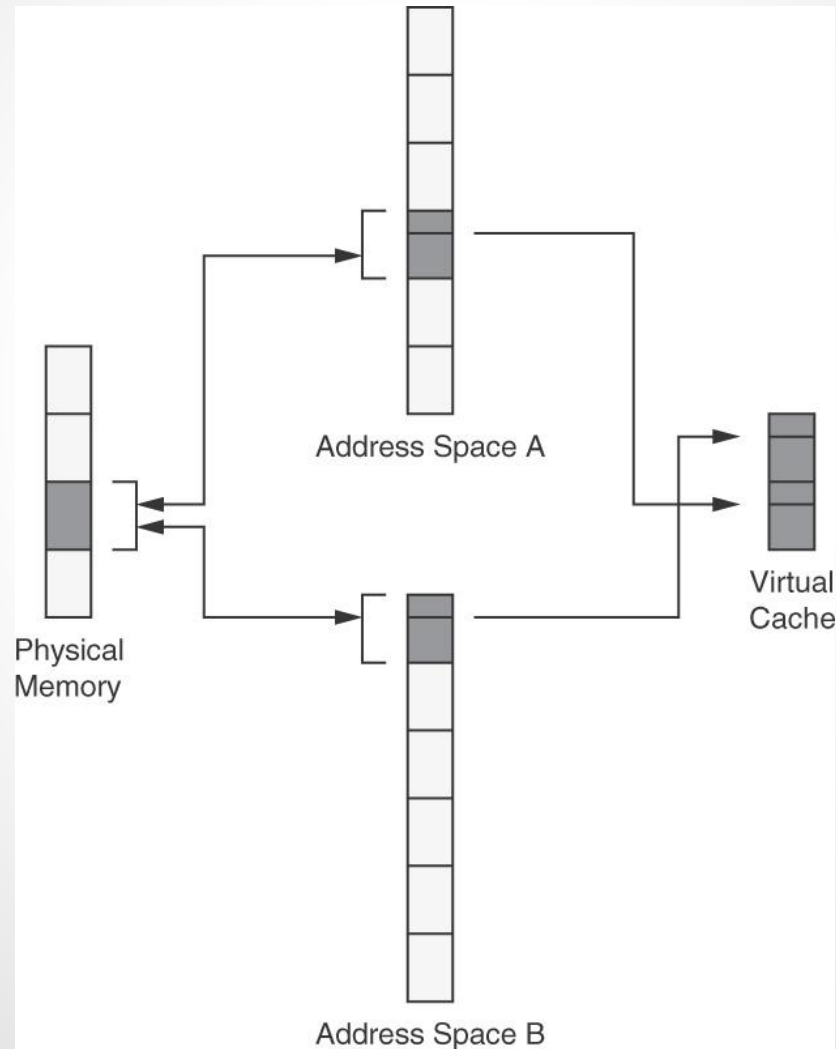 Address Space A
Virtual
Cache
Physical
Memory
Address Space B